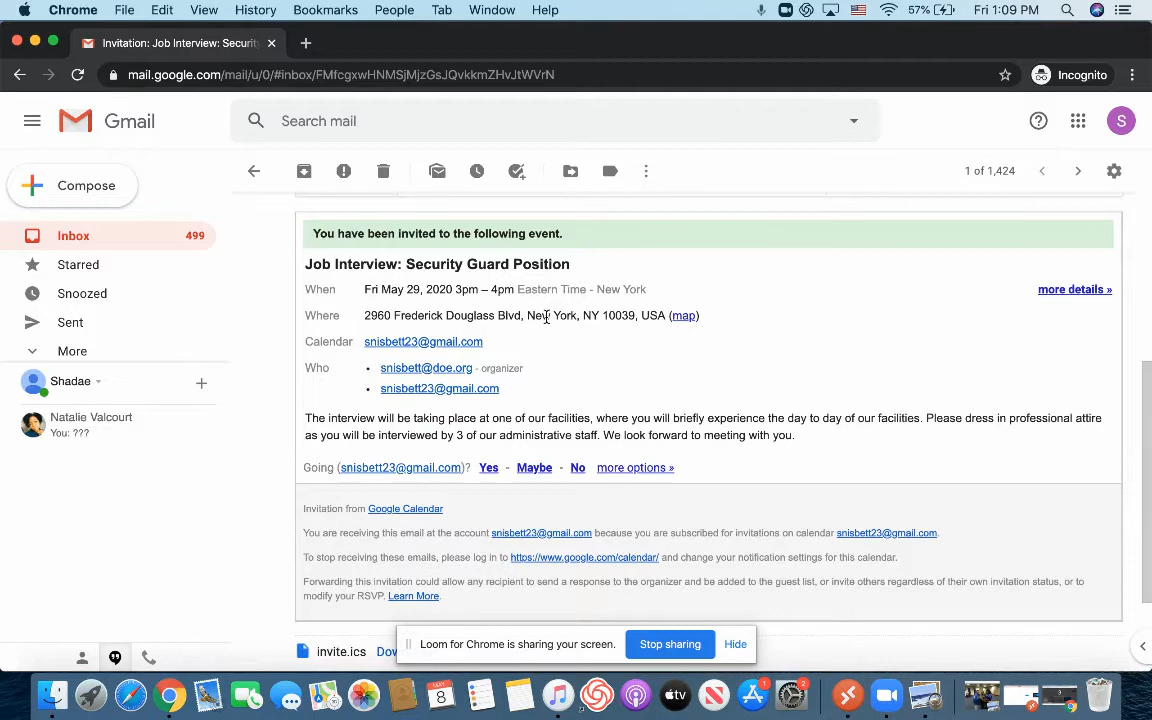 Chrome File Edit View History Bookmarks People Tab Window Help 57% Fri 1:09 PM
Invitation: Job Interview: Securit
mail.google.com/mail/u/0/#inbox/FMfcgxwHNMSjMjzGsJQvkkmZHvJtWVrN Incognito
Gmail Search mail S
Compose 1 of 1,424
Inbox 499
Starred
Snoozed
Sent
More
Shadae
Natalie Valcourt
You: ???
You have been invited to the following event.
Job Interview: Security Guard Position
When Fri May 29, 2020 3pm – 4pm Eastern Time - New York more details »
Where 2960 Frederick Douglass Blvd, New York, NY 10039, USA (map)
Calendar snisbett23@gmail.com
Who • snisbett@doe.org - organizer
• snisbett23@gmail.com
The interview will be taking place at one of our facilities, where you will briefly experience the day to day of our facilities. Please dress in professional attire
as you will be interviewed by 3 of our administrative staff. We look forward to meeting with you.
Going (snisbett23@gmail.com)? Yes - Maybe - No more options »
Invitation from Google Calendar
You are receiving this email at the account snisbett23@gmail.com because you are subscribed for invitations on calendar snisbett23@gmail.com.
To stop receiving these emails, please log in to https://www.google.com/calendar/ and change your notification settings for this calendar.
Forwarding this invitation could allow any recipient to send a response to the organizer and be added to the guest list, or invite others regardless of their own invitation status, or to
modify your RSVP. Learn More.
Loom for Chrome is sharing your screen. Stop sharing Hide
invite.ics Dow
MAY
8
tv
1
2